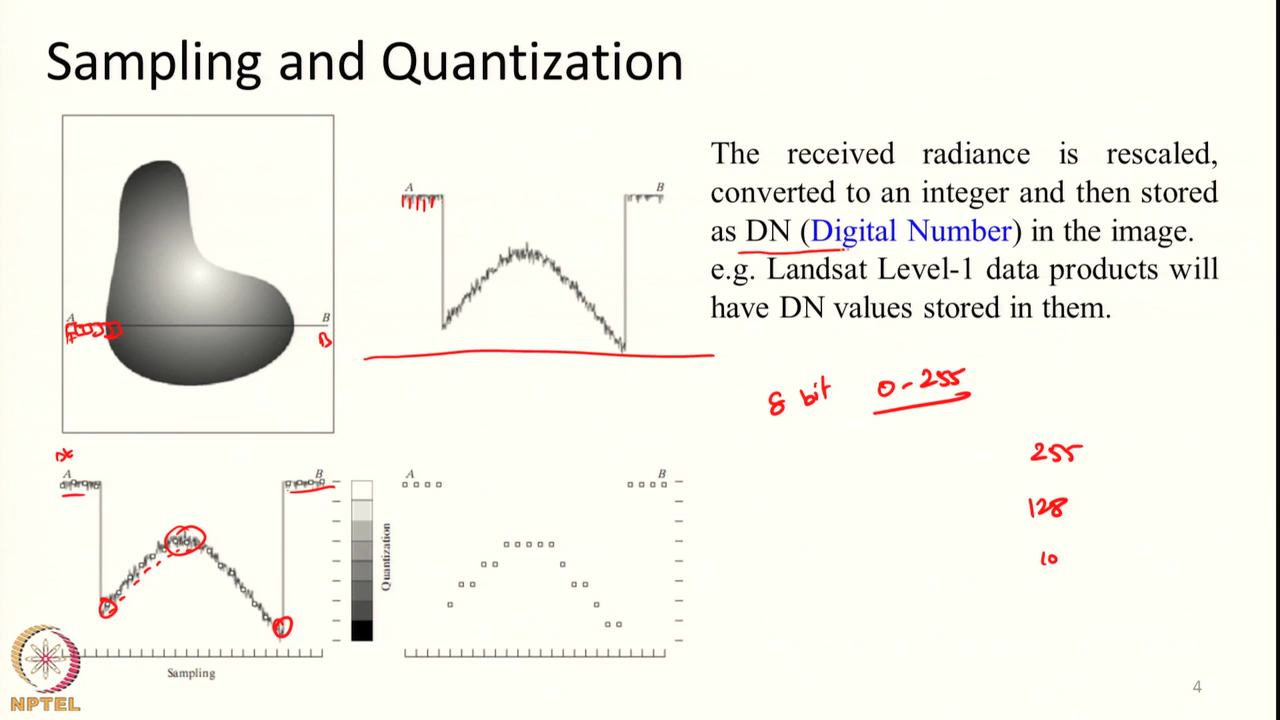 Sampling and Quantization
A
B
B
A
B
The received radiance is rescaled,
converted to an integer and then stored
as DN (Digital Number) in the image.
e.g. Landsat Level-1 data products will
have DN values stored in them.
8 bit 0-255
255
128
10
A
B
Quantization
A
B
Sampling
NPTEL
4